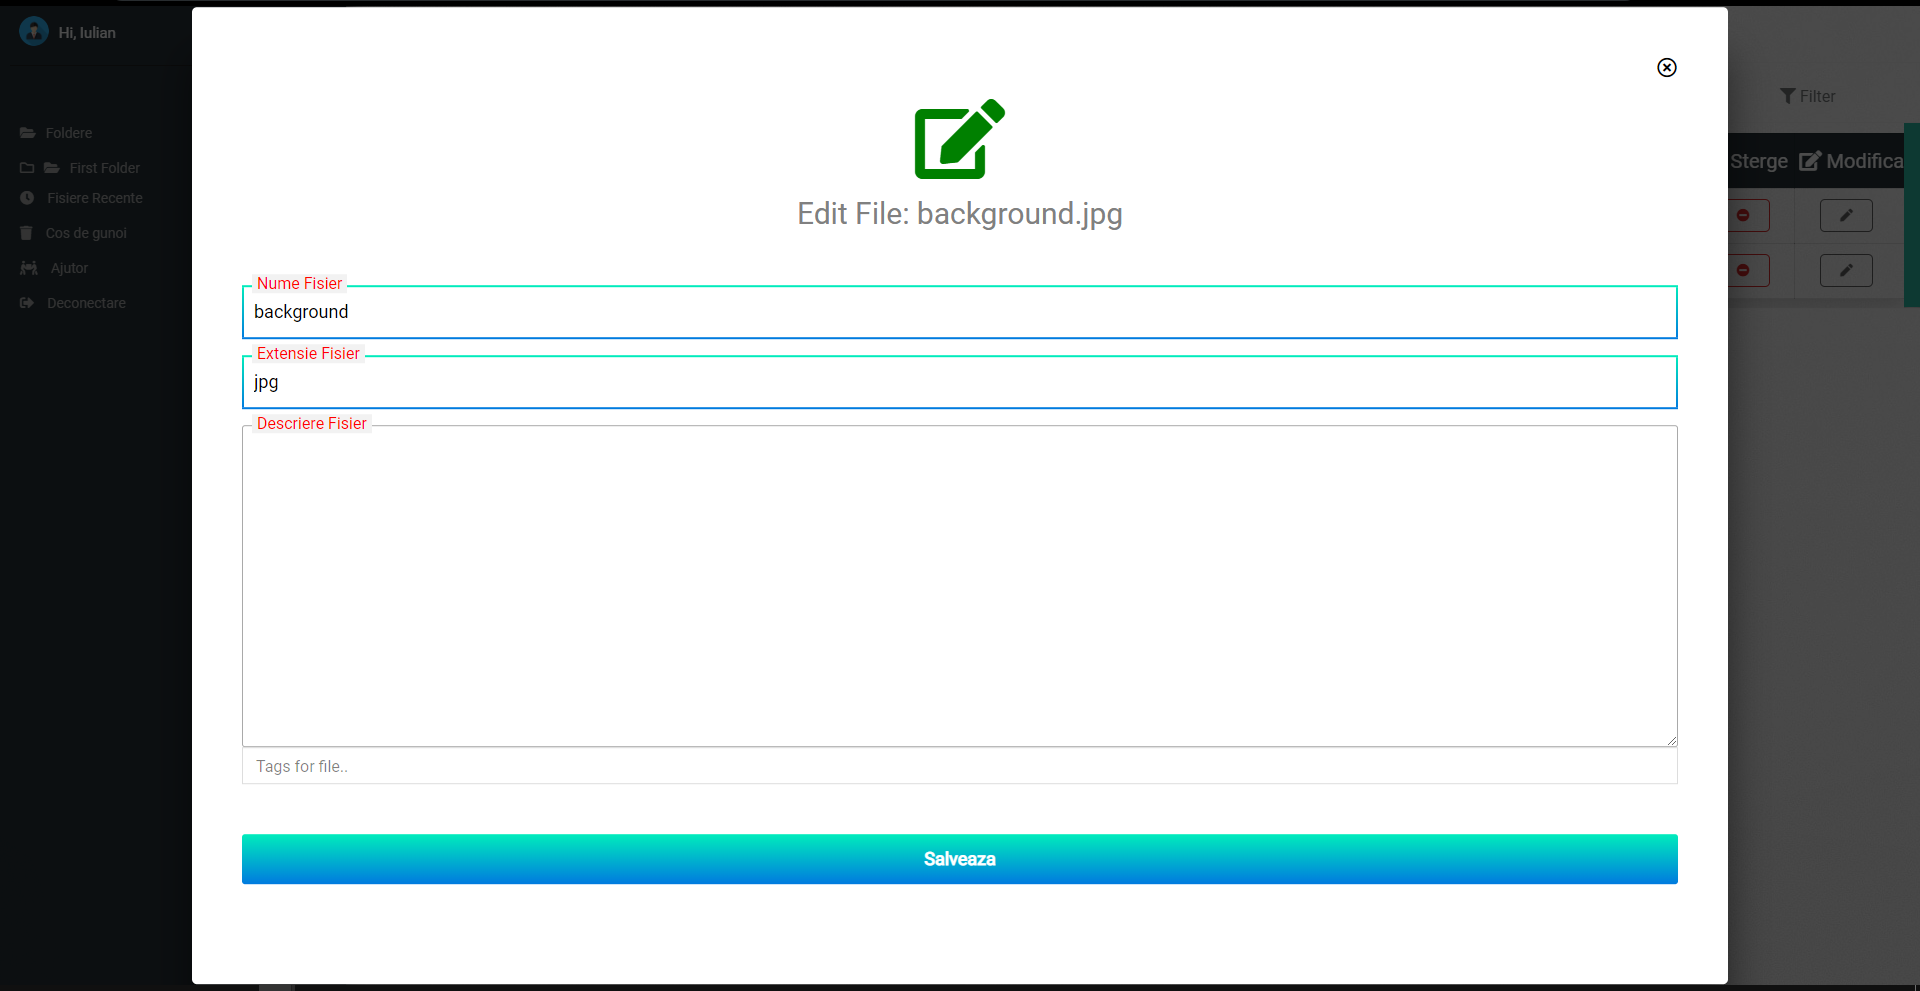 Hi, Iulian
Foldere
First Folder
Fisiere Recente
Cos de gunoi
Ajutor
Deconectare
Edit File: background.jpg
Nume Fisier
background
Extensie Fisier
jpg
Descriere Fisier
Tags for file..
Salveaza
Filter
Sterge Modifica